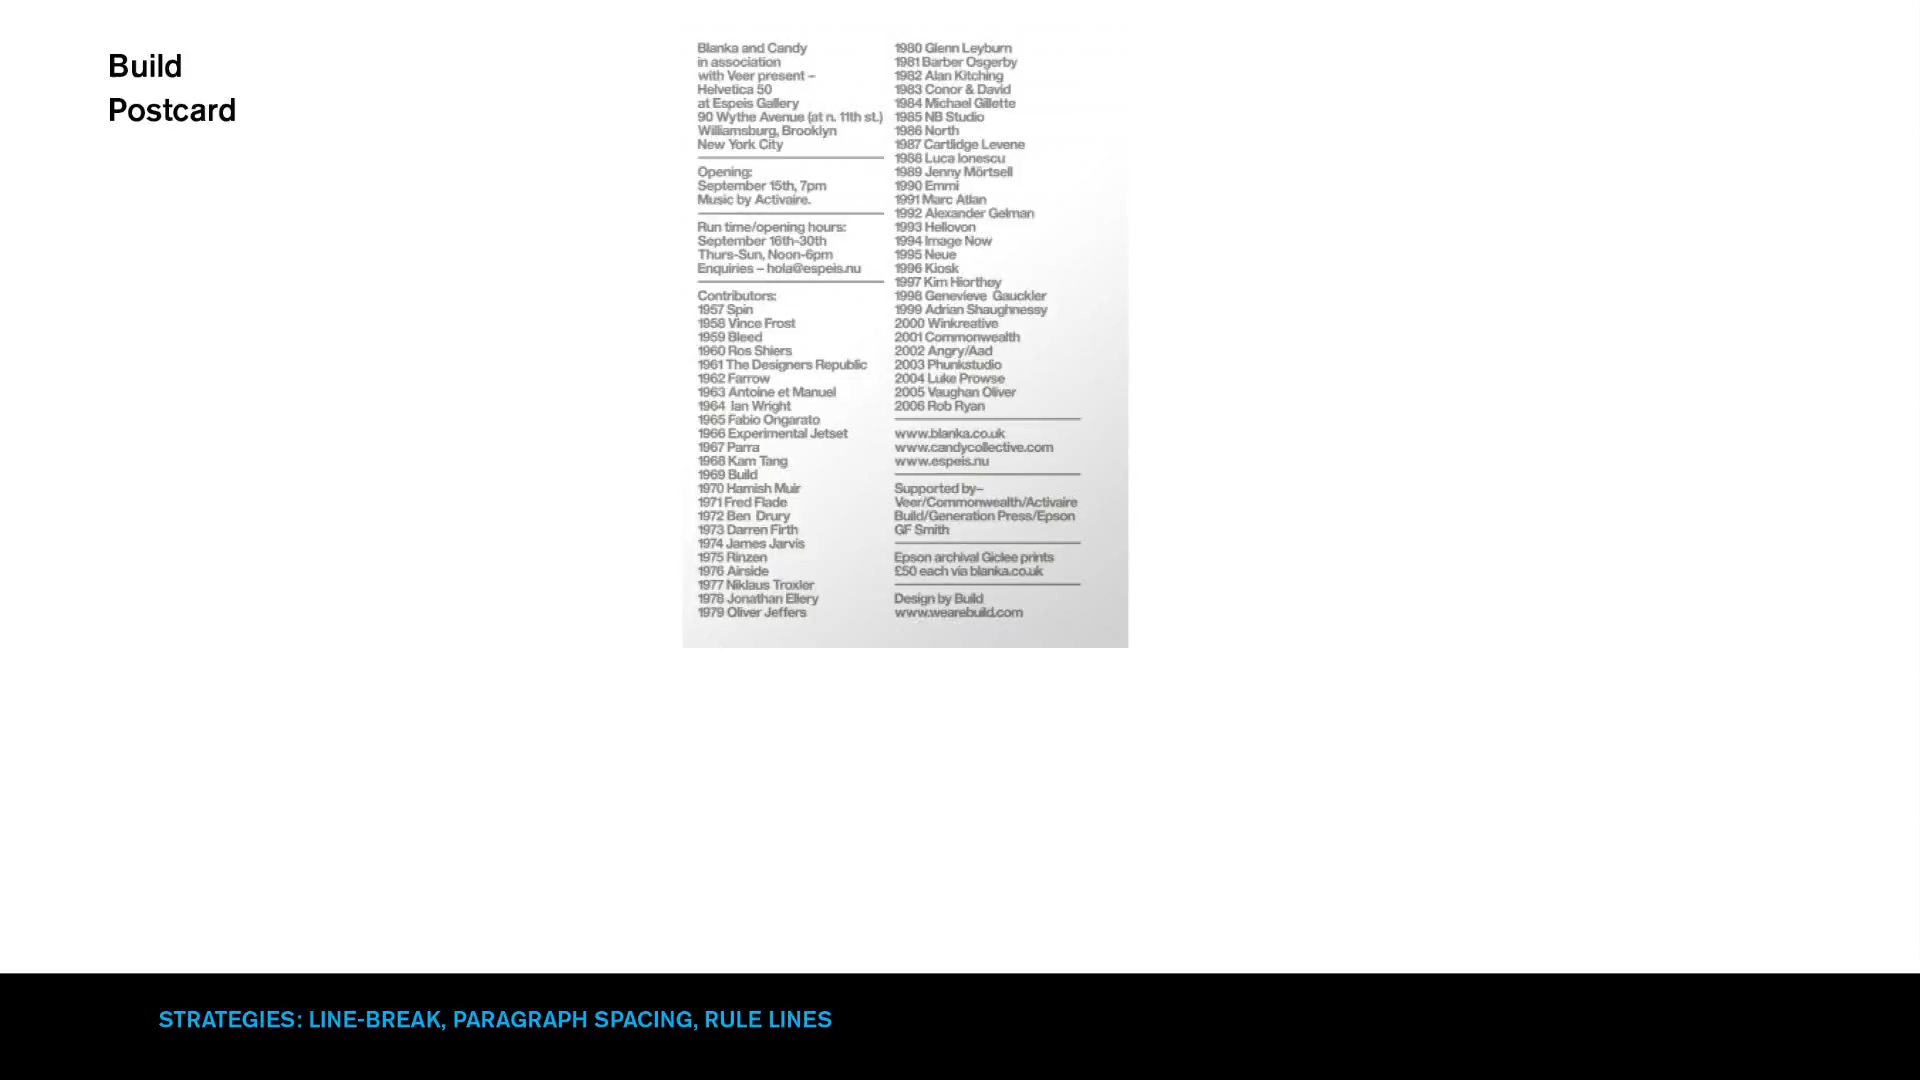 Build
Postcard
Blanka and Candy
in association
with Veer present –
Helvetica 50
at Espeis Gallery
90 Wythe Avenue (at n. 11th st.)
Williamsburg, Brooklyn
New York City
Opening:
September 15th, 7pm
Music by Activaire.
Run time/opening hours:
September 16th-30th
Thurs-Sun, Noon-6pm
Enquiries – hola@espeis.nu
Contributors:
1957 Spin
1958 Vince Frost
1959 Bleed
1960 Ros Shiers
1961 The Designers Republic
1962 Farrow
1963 Antoine et Manuel
1964 Ian Wright
1965 Fabio Ongarato
1966 Experimental Jetset
1967 Parra
1968 Kam Tang
1969 Build
1970 Hamish Muir
1971 Fred Flade
1972 Ben Drury
1973 Darren Firth
1974 James Jarvis
1975 Rinzen
1976 Airside
1977 Niklaus Troxler
1978 Jonathan Ellery
1979 Oliver Jeffers
1980 Glenn Leyburn
1981 Barber Osgerby
1982 Alan Kitching
1983 Conor & David
1984 Michael Gillette
1985 NB Studio
1986 North
1987 Cartlidge Levene
1988 Luca Ionescu
1989 Jenny Mörtsell
1990 Emmi
1991 Marc Atlan
1992 Alexander Gelman
1993 Hellovon
1994 Image Now
1995 Neue
1996 Kiosk
1997 Kim Hiorthøy
1998 Genevieve Gauckler
1999 Adrian Shaughnessy
2000 Winkreative
2001 Commonwealth
2002 Angry/Aad
2003 Phunkstudio
2004 Luke Prowse
2005 Vaughan Oliver
2006 Rob Ryan
www.blanka.co.uk
www.candycollective.com
www.espeis.nu
Supported by–
Veer/Commonwealth/Activaire
Build/Generation Press/Epson
GF Smith
Epson archival Giclee prints
£50 each via blanka.co.uk
Design by Build
www.wearebuild.com
STRATEGIES: LINE-BREAK, PARAGRAPH SPACING, RULE LINES